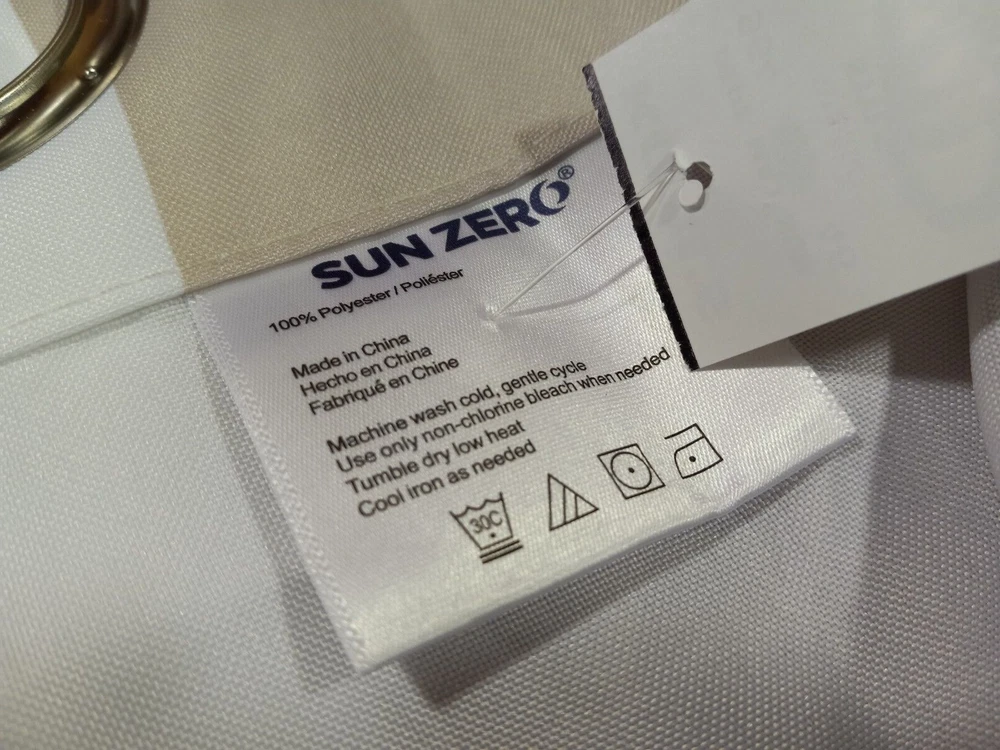 SUN ZERO®
100% Polyester / Poliéster
Made in China
Hecho en China
Fabriqué en Chine
Machine wash cold, gentle cycle
Use only non-chlorine bleach when needed
Tumble dry low heat
Cool iron as needed
30C